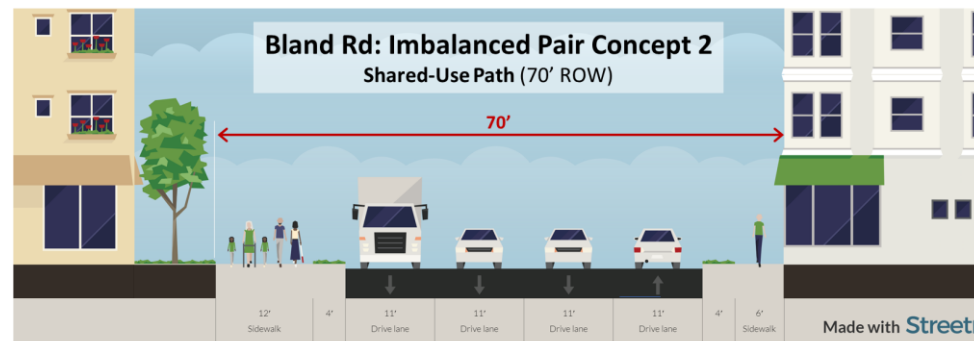 Bland Rd: Imbalanced Pair Concept 2
Shared-Use Path (70' ROW)
70'
12' 4' 11' 11' 11' 11' 4' 6'
Sidewalk Drive lane Drive lane Drive lane Drive lane Sidewalk
Made with